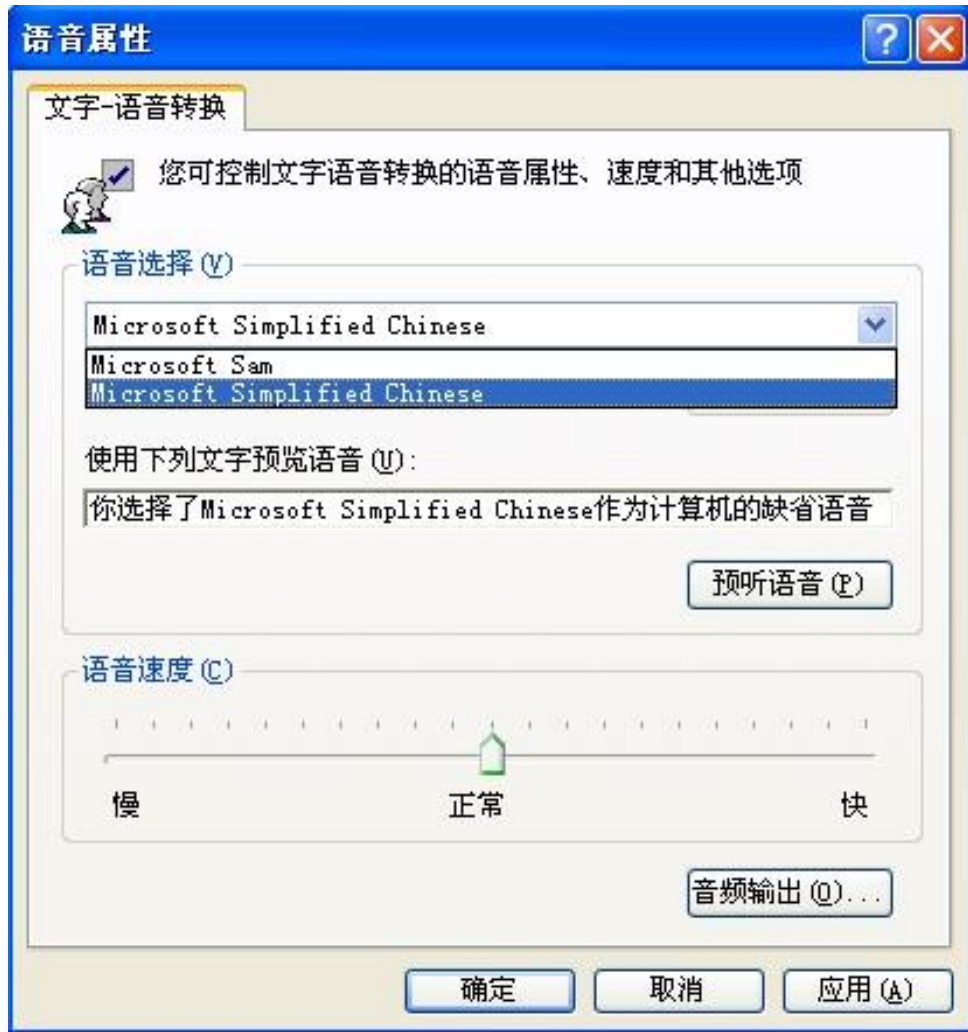 语音属性
文字-语音转换
您可控制文字语音转换的语音属性、速度和其他选项
语音选择(V)
Microsoft Simplified Chinese
Microsoft Sam
Microsoft Simplified Chinese
使用下列文字预览语音(U):
你选择了Microsoft Simplified Chinese作为计算机的缺省语音
预听语音(P)
语音速度(C)
慢 正常 快
音频输出(O)...
确定 取消 应用(A)